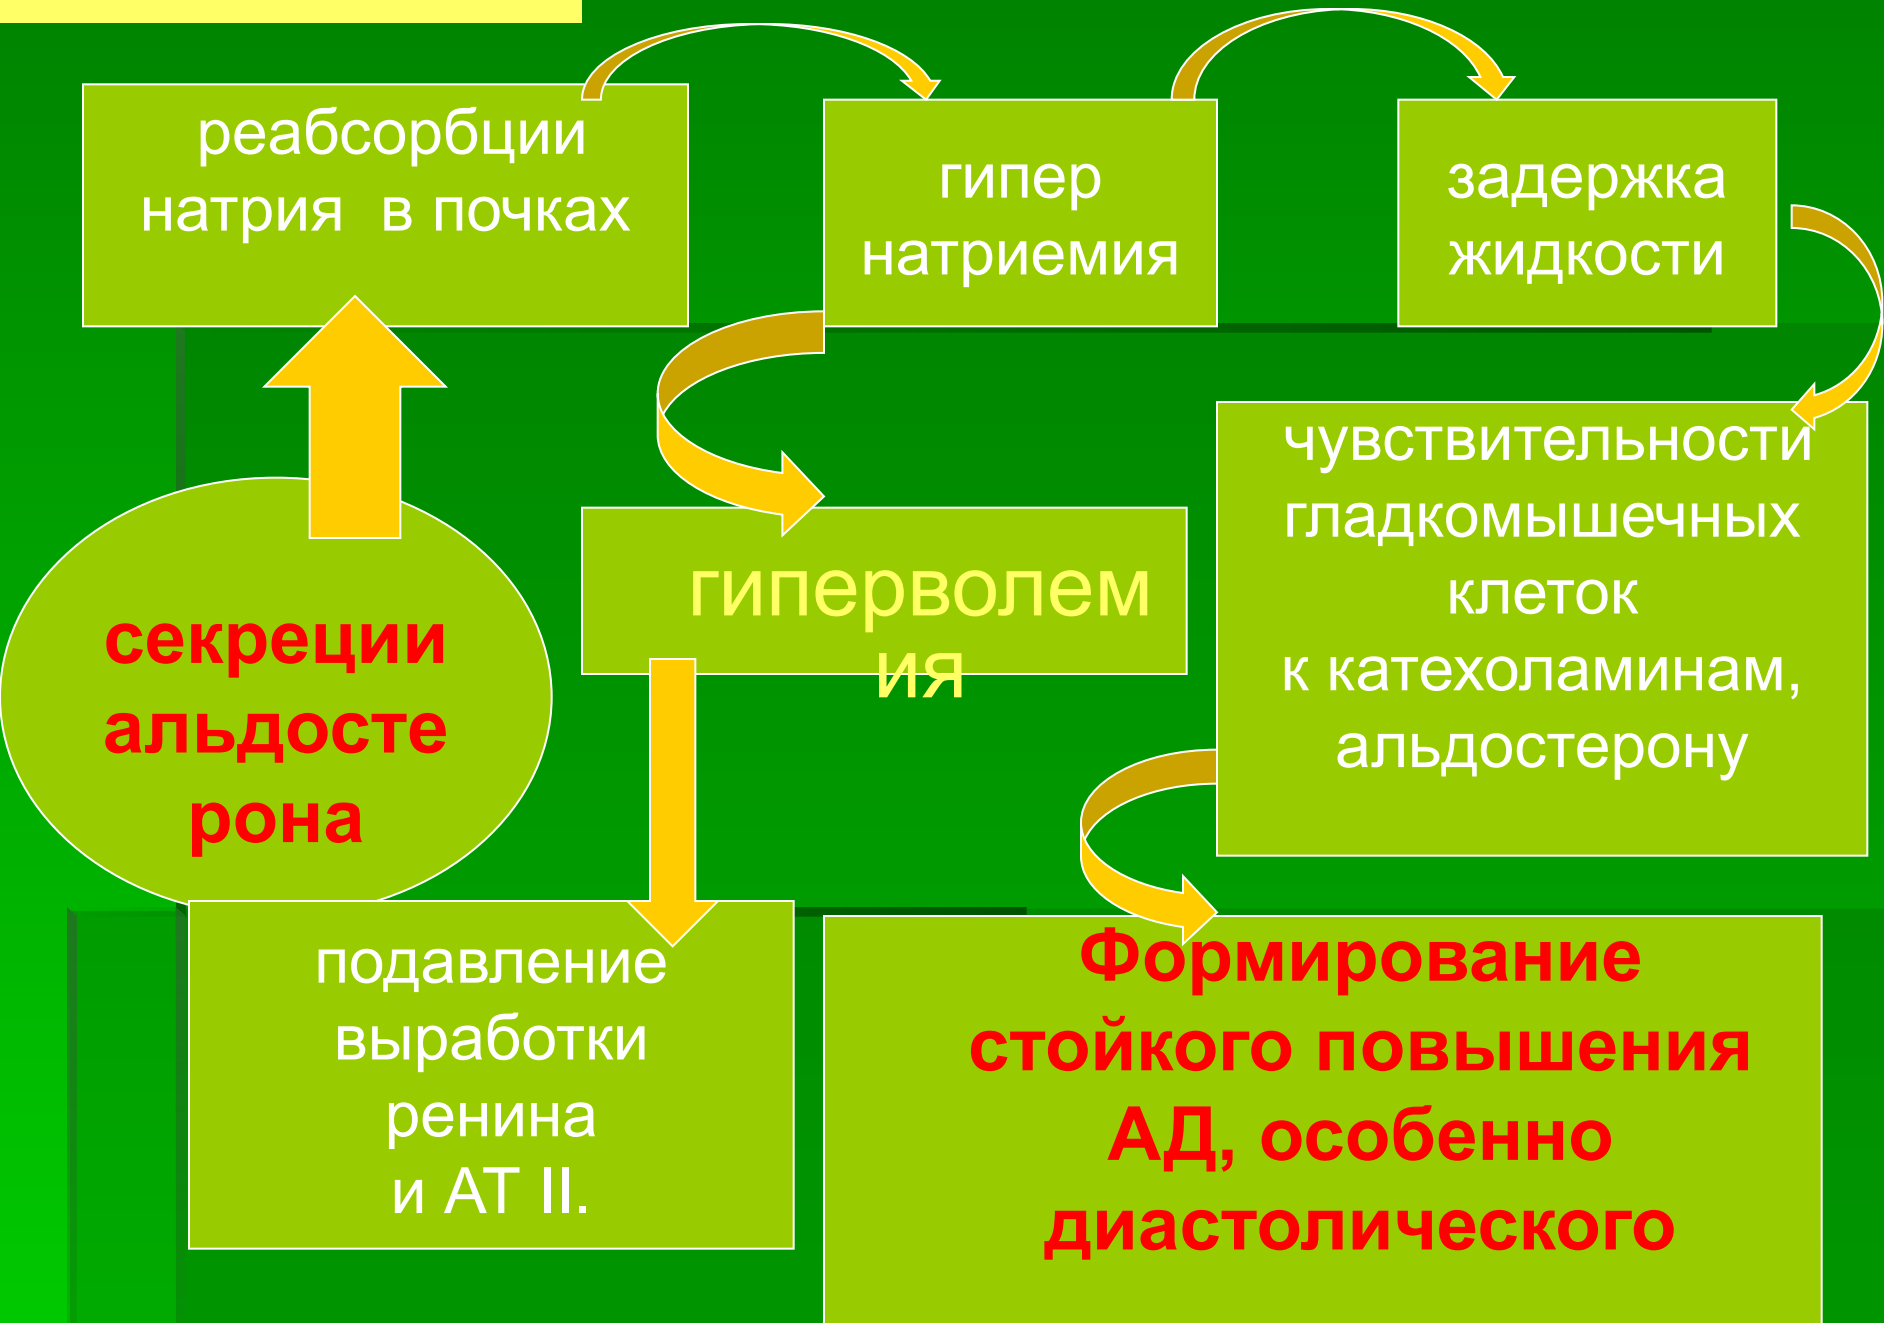 реабсорбции
натрия в почках
гипер
натриемия
задержка
жидкости
чувствительности
гладкомышечных
клеток
к катехоламинам,
альдостерону
гиперволем
ия
секреции
альдосте
рона
подавление
выработки
ренина
и АТ II.
Формирование
стойкого повышения
АД, особенно
диастолического